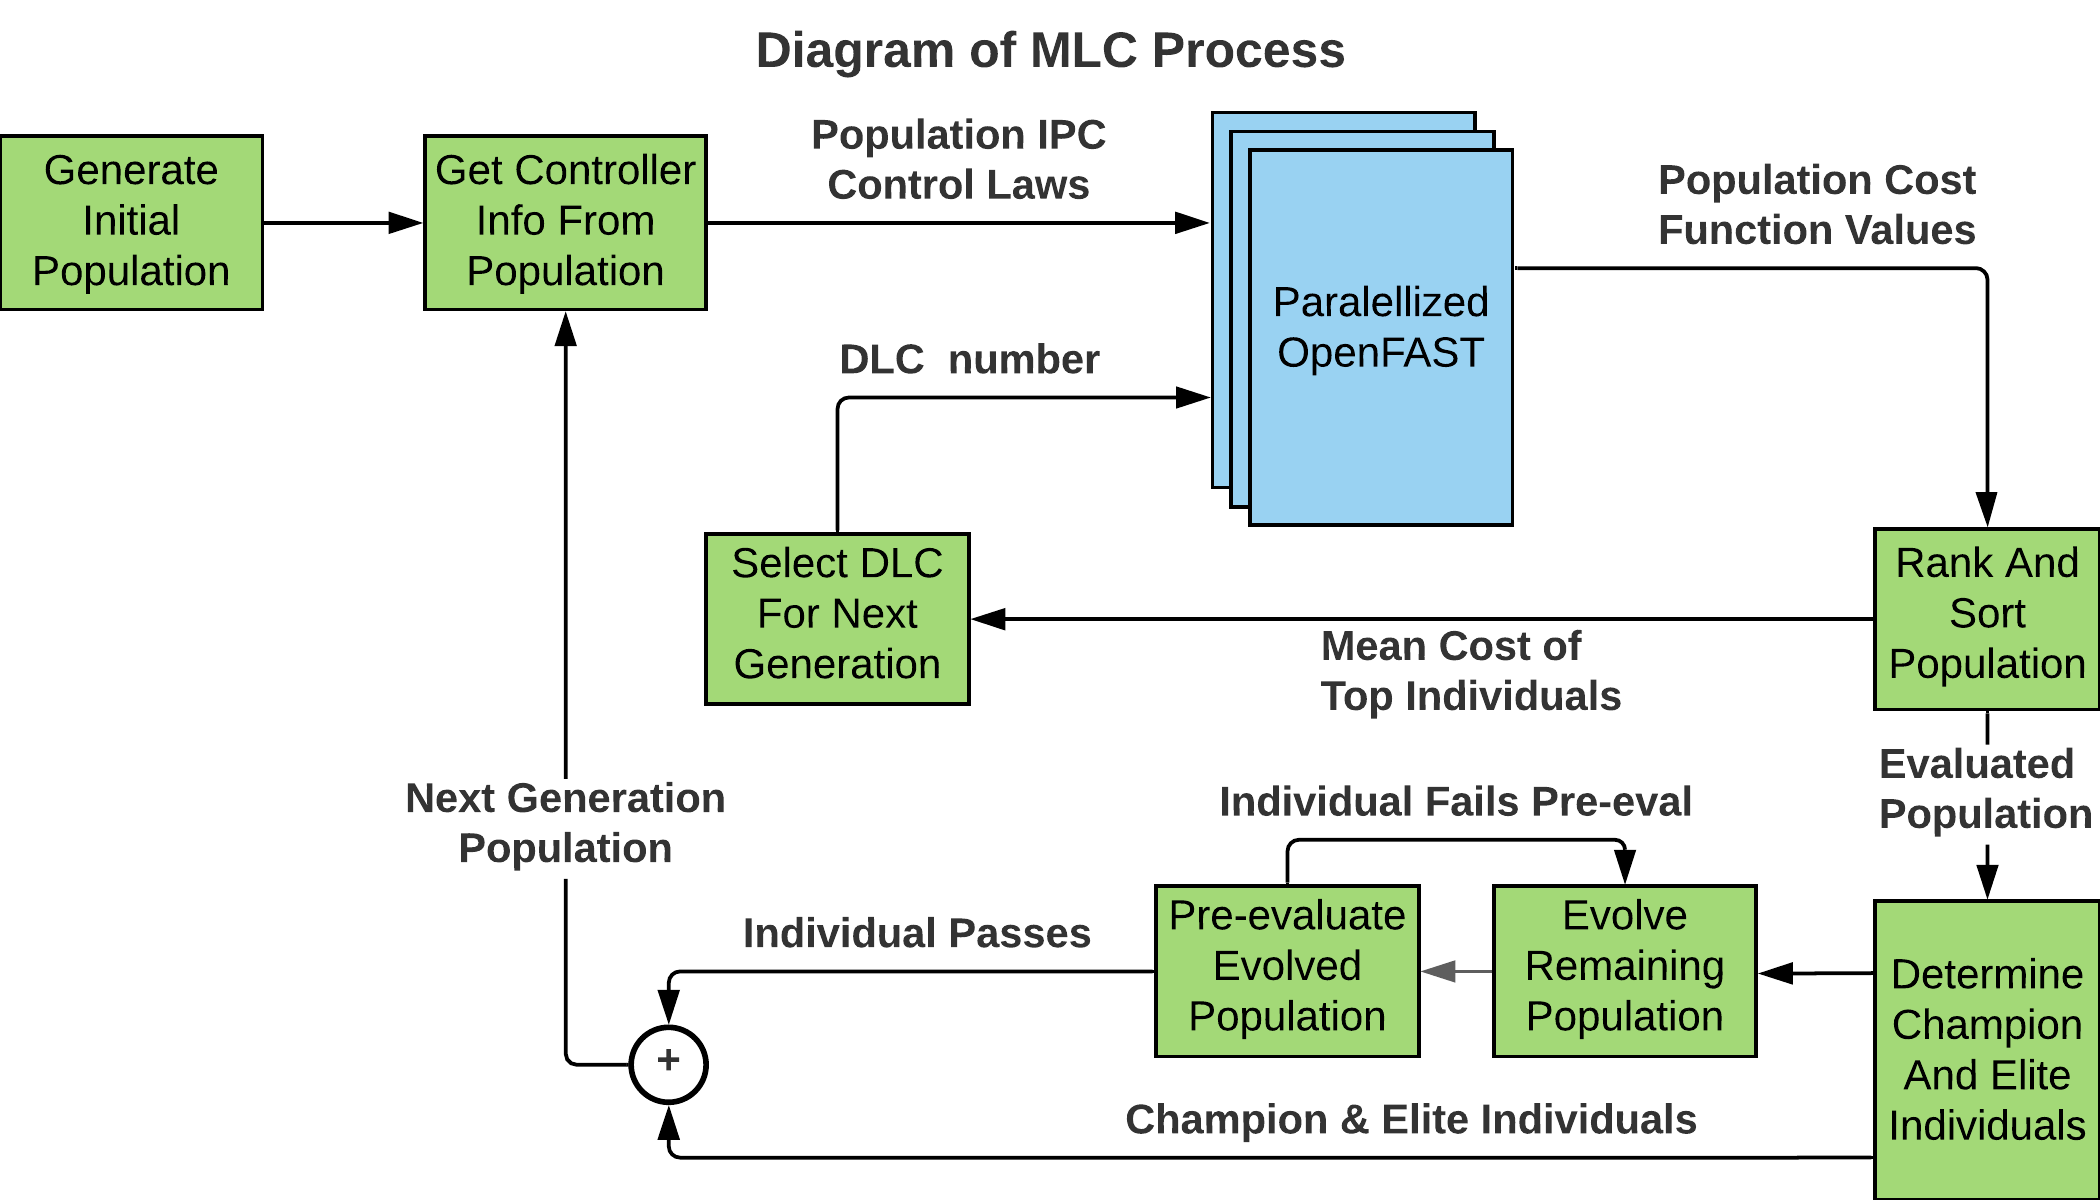 Diagram of MLC Process
Generate
Initial
Population
Get Controller
Info From
Population
Population IPC
Control Laws
Paralellized
OpenFAST
Population Cost
Function Values
DLC  number
Select DLC
For Next
Generation
Mean Cost of
Top Individuals
Rank And
Sort
Population
Evaluated
Population
Next Generation
Population
Individual Fails Pre-eval
Individual Passes
Pre-evaluate
Evolved
Population
Evolve
Remaining
Population
Determine
Champion
And Elite
Individuals
+
Champion & Elite Individuals